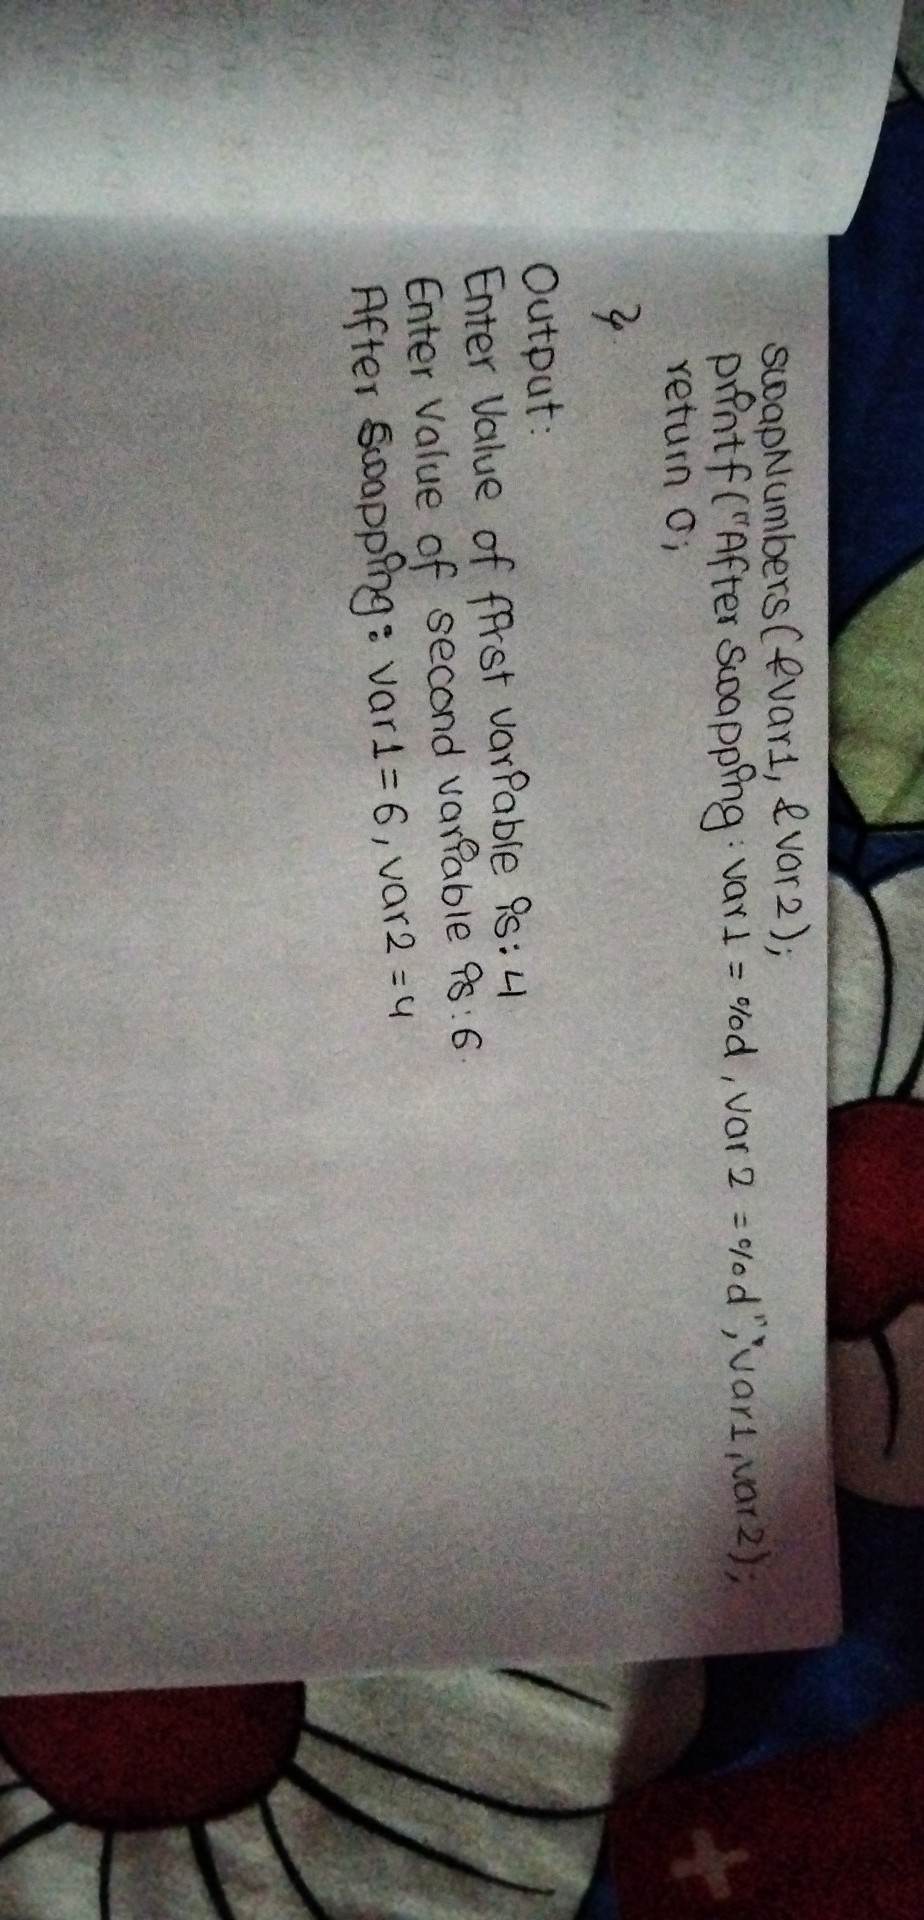 swapNumbers(&var1, &var2);
printf("After Swapping: var1 = %d, var2 = %d", var1, var2);
return 0;
}
Output:
Enter Value of first variable is: 4
Enter value of second variable is: 6
After Swapping: var1 = 6, var2 = 4